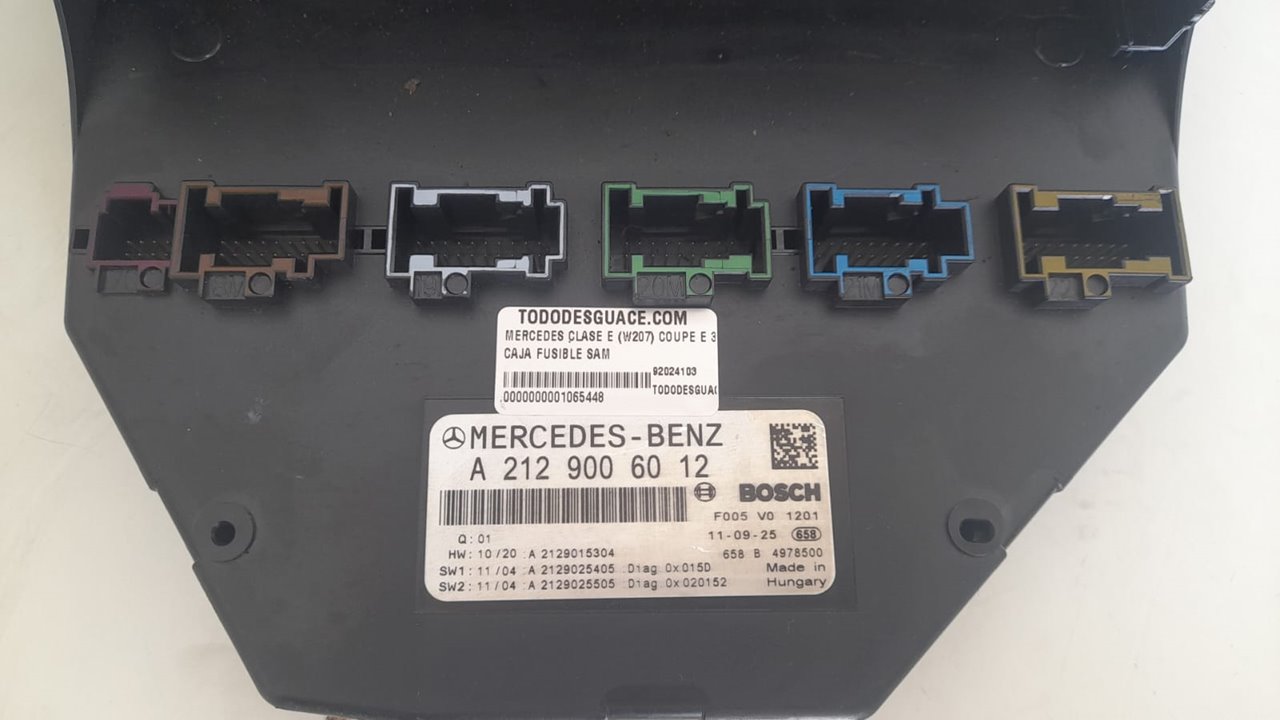 20M
TODODESGUACE.COM
MERCEDES CLASE E (W207) COUPE E 3
CAJA FUSIBLE SAM
92024103
TODODESGUA
.0000000001065448
MERCEDES-BENZ
A 212 900 60 12
BOSCH
F005 V0 1201
Q: 01
11-09-25 658
HW: 10/20 :A 2129015304
658 B 4978500
SW1: 11/04 :A 2129025405 :Diag 0x015D
Made in
SW2: 11/04 :A 2129025505 :Diag 0x020152
Hungary